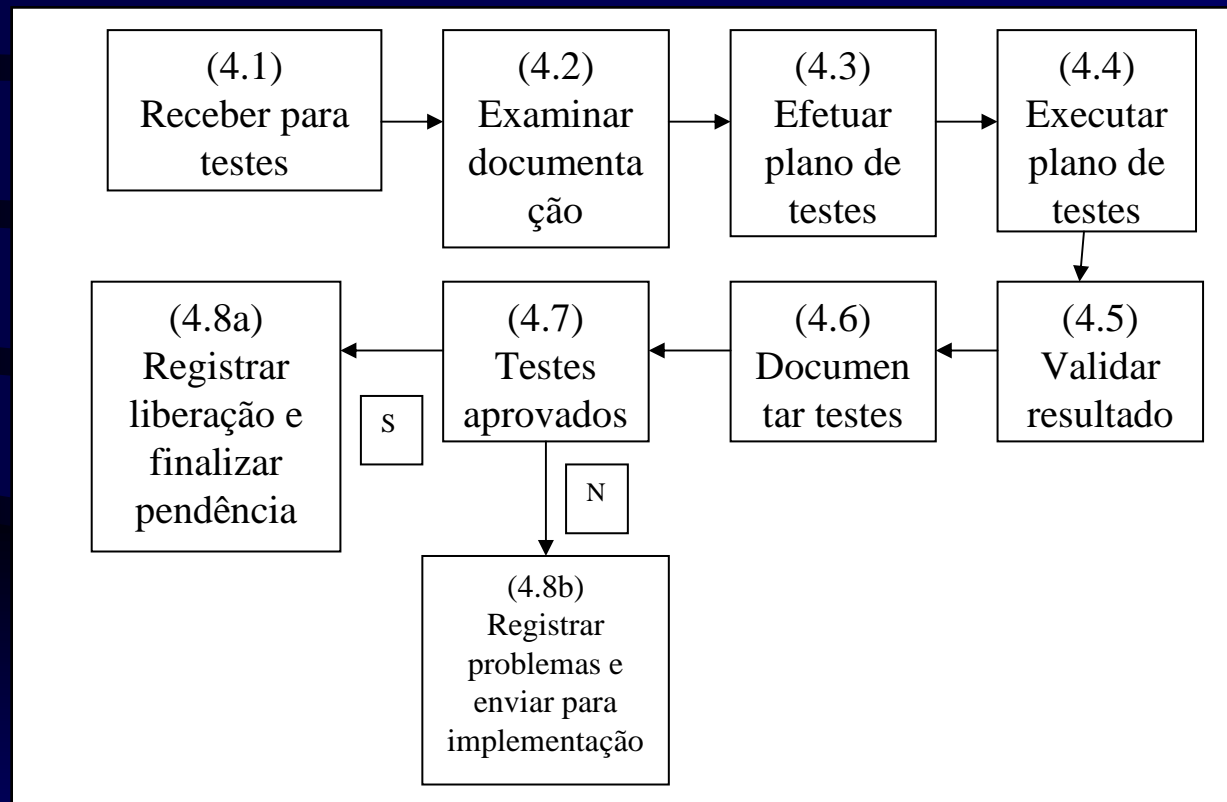 (4.1)
Receber para
testes
(4.2)
Examinar
documenta
ção
(4.3)
Efetuar
plano de
testes
(4.4)
Executar
plano de
testes
(4.5)
Validar
resultado
(4.6)
Documen
tar testes
(4.7)
Testes
aprovados
S
(4.8a)
Registrar
liberação e
finalizar
pendência
N
(4.8b)
Registrar
problemas e
enviar para
implementação